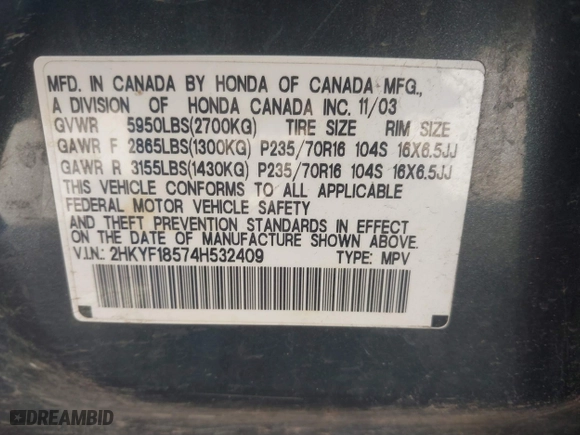 MFD. IN CANADA BY HONDA OF CANADA MFG.,
A DIVISION OF HONDA CANADA INC. 11/03
GVWR 5950LBS(2700KG) TIRE SIZE RIM SIZE
GAWR F 2865LBS(1300KG) P235/70R16 104S 16X6.5JJ
GAWR R 3155LBS(1430KG) P235/70R16 104S 16X6.5JJ
THIS VEHICLE CONFORMS TO ALL APPLICABLE
FEDERAL MOTOR VEHICLE SAFETY
AND THEFT PREVENTION STANDARDS IN EFFECT
ON THE DATE OF MANUFACTURE SHOWN ABOVE.
V.I.N.: 2HKYF18574H532409 TYPE: MPV
DREAMBID